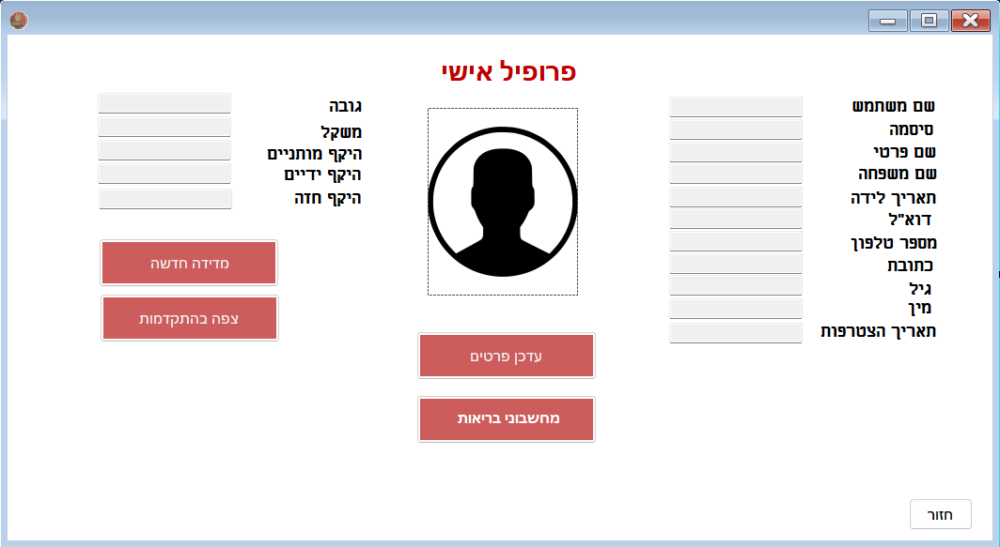 פרופיל אישי
שם משתמש
סיסמה
שם פרטי
שם משפחה
תאריך לידה
דוא"ל
מספר טלפון
כתובת
גיל
מין
תאריך הצטרפות
עדכן פרטים
מחשבוני בריאות
גובה
משקל
היקף מותניים
היקף ידיים
היקף חזה
מדידה חדשה
צפה בהתקדמות
חזור